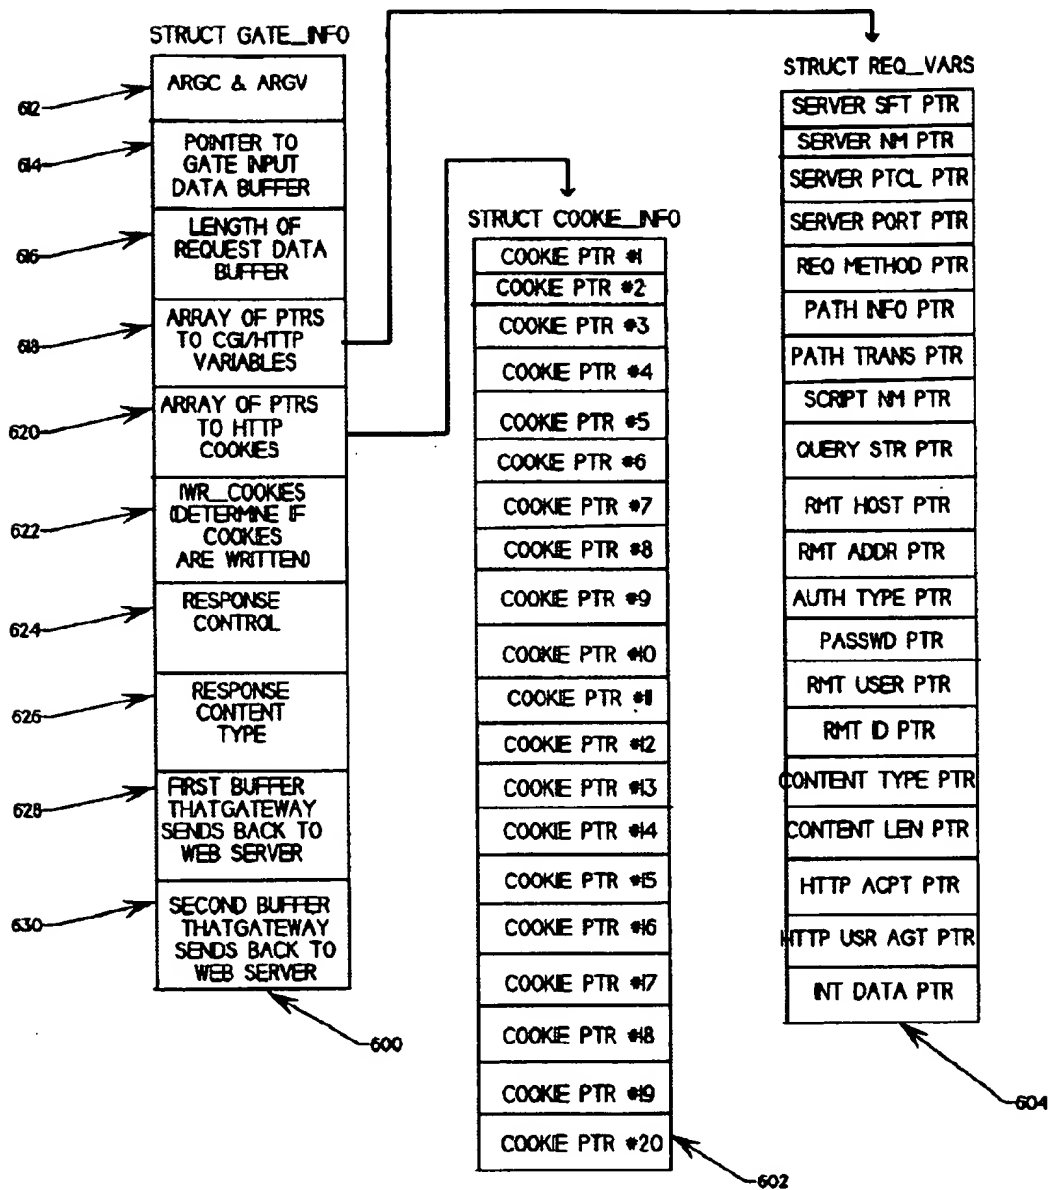 STRUCT GATE_INFO
612
ARGC & ARGV
614
POINTER TO
GATE INPUT
DATA BUFFER
616
LENGTH OF
REQUEST DATA
BUFFER
618
ARRAY OF PTRS
TO CGI/HTTP
VARIABLES
620
ARRAY OF PTRS
TO HTTP
COOKIES
622
IWR_COOKIES
(DETERMINE IF
COOKIES
ARE WRITTEN)
624
RESPONSE
CONTROL
626
RESPONSE
CONTENT
TYPE
628
FIRST BUFFER
THATGATEWAY
SENDS BACK TO
WEB SERVER
630
SECOND BUFFER
THATGATEWAY
SENDS BACK TO
WEB SERVER
600
STRUCT COOKIE_INFO
COOKIE PTR #1
COOKIE PTR #2
COOKIE PTR #3
COOKIE PTR #4
COOKIE PTR #5
COOKIE PTR #6
COOKIE PTR #7
COOKIE PTR #8
COOKIE PTR #9
COOKIE PTR #10
COOKIE PTR #11
COOKIE PTR #12
COOKIE PTR #13
COOKIE PTR #14
COOKIE PTR #15
COOKIE PTR #16
COOKIE PTR #17
COOKIE PTR #18
COOKIE PTR #19
COOKIE PTR #20
602
STRUCT REQ_VARS
SERVER SFT PTR
SERVER NM PTR
SERVER PTCL PTR
SERVER PORT PTR
REQ METHOD PTR
PATH INFO PTR
PATH TRANS PTR
SCRIPT NM PTR
QUERY STR PTR
RMT HOST PTR
RMT ADDR PTR
AUTH TYPE PTR
PASSWD PTR
RMT USER PTR
RMT ID PTR
CONTENT TYPE PTR
CONTENT LEN PTR
HTTP ACPT PTR
HTTP USR AGT PTR
INT DATA PTR
604